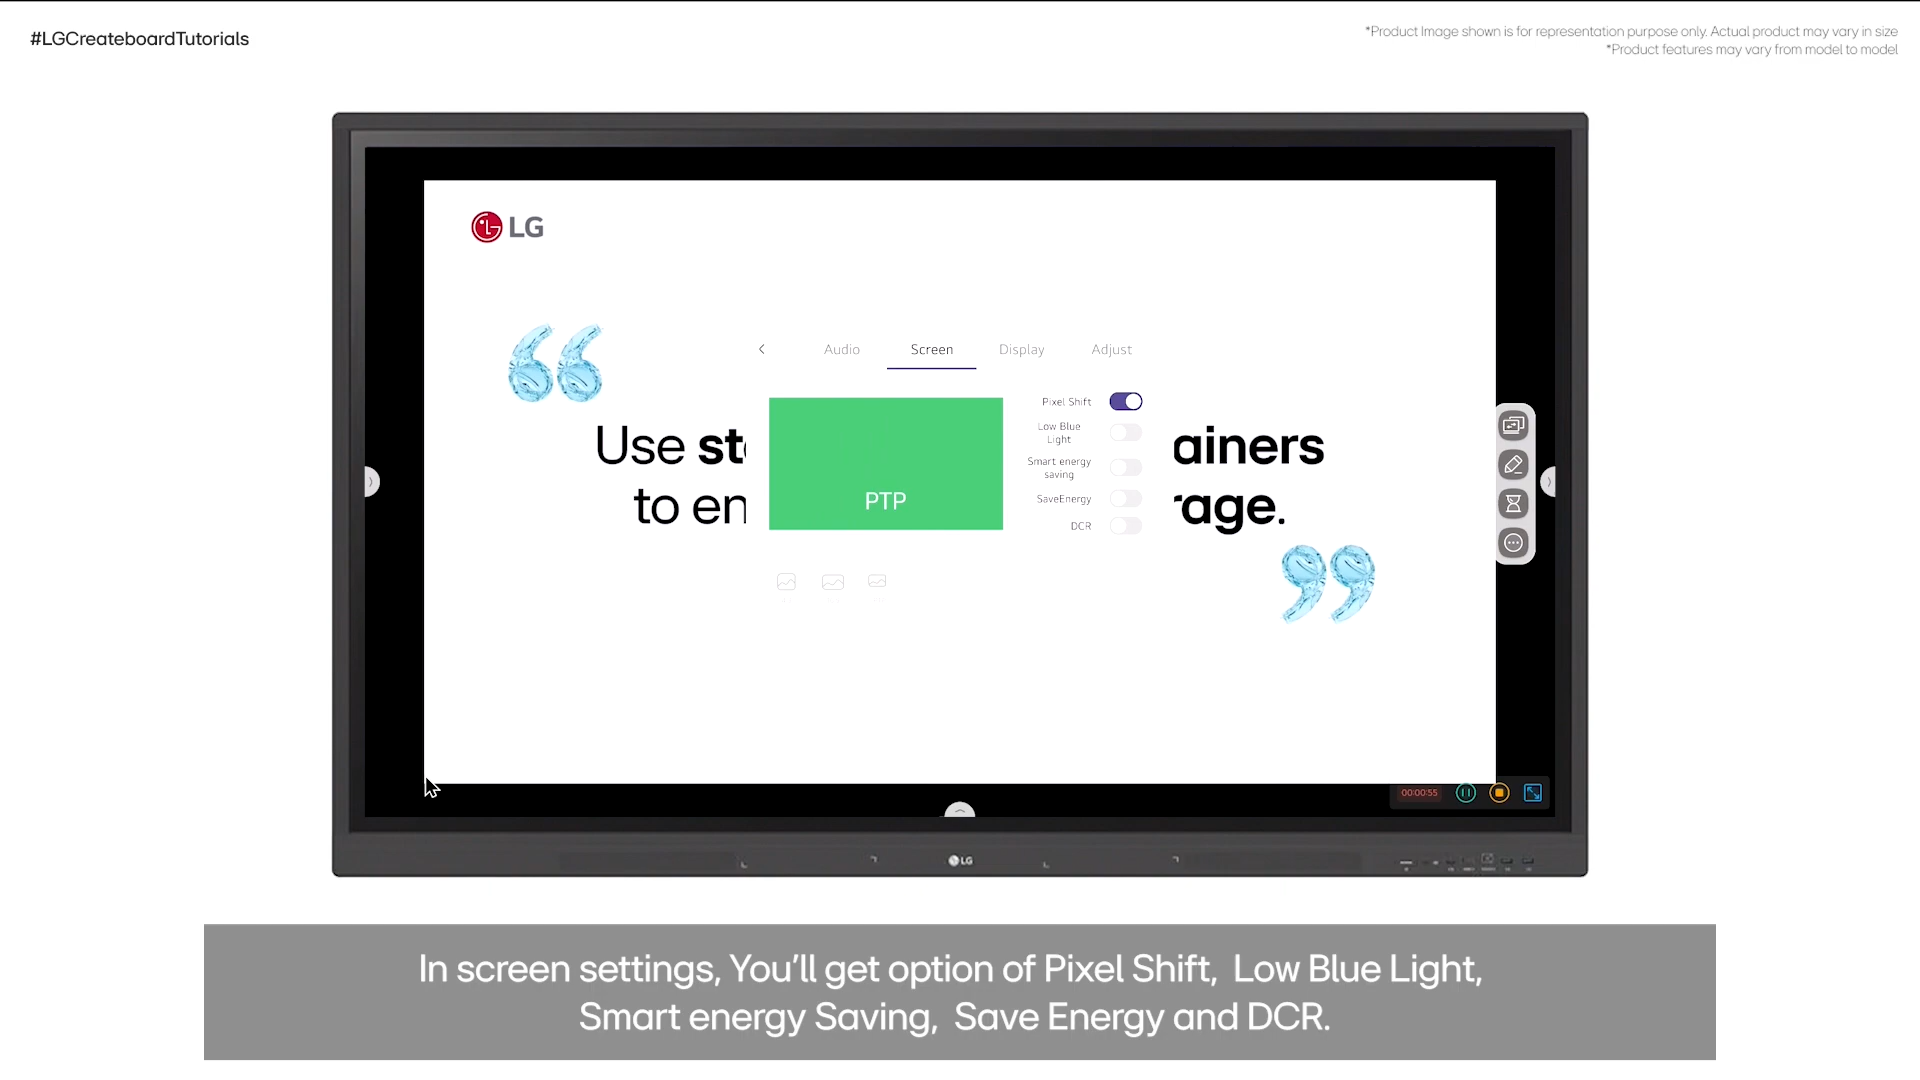 #LGCreateboardTutorials
*Product Image shown is for representation purpose only. Actual product may vary in size
*Product features may vary from model to model
LG
Audio
Screen
Display
Adjust
Pixel Shift
Low Blue
Light
Smart energy
saving
SaveEnergy
DCR
PTP
Use
ainers
to en
rage.
00:00:55
LG
In screen settings, You'll get option of Pixel Shift, Low Blue Light,
Smart energy Saving, Save Energy and DCR.